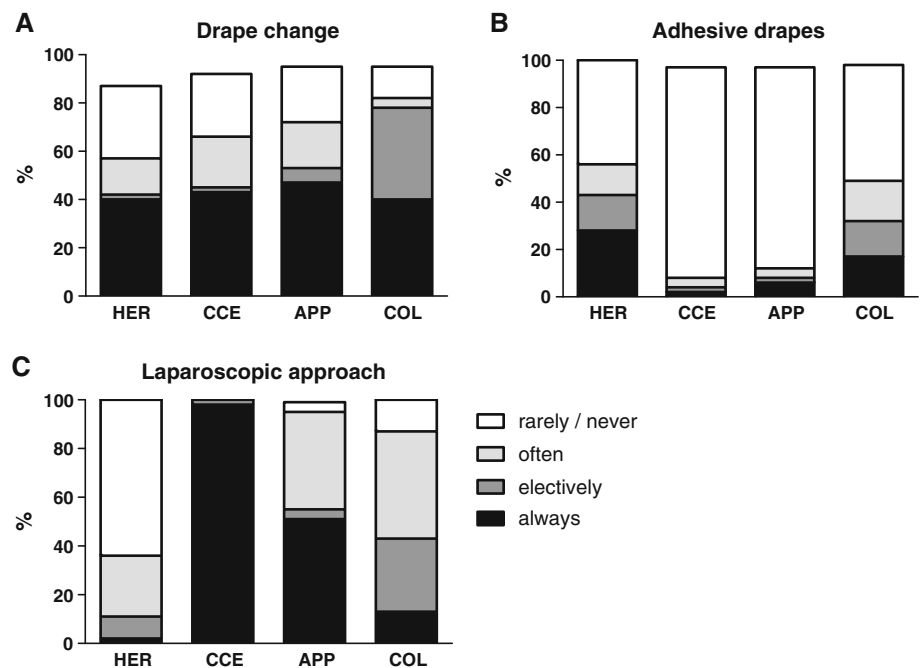 A
Drape change
100
80
60
40
20
0
%
HER CCE APP COL
B
Adhesive drapes
100
80
60
40
20
0
%
HER CCE APP COL
C
Laparoscopic approach
100
80
60
40
20
0
%
HER CCE APP COL
rarely / never
often
electively
always